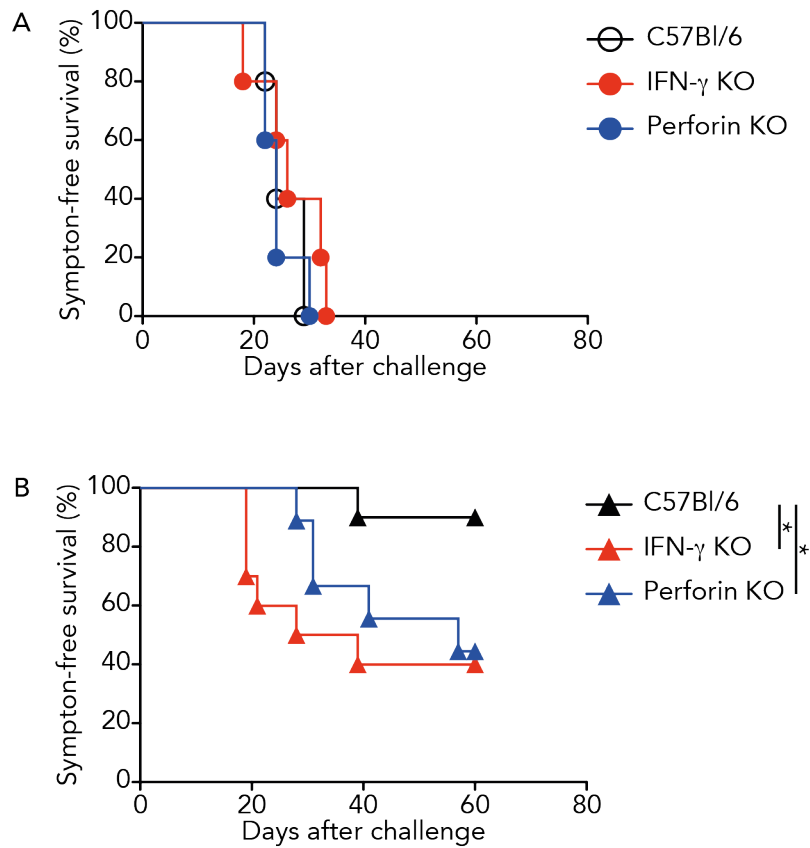 A
Sympton-free survival (%)
100
80
60
40
20
0
0 20 40 60 80
Days after challenge
C57Bl/6
IFN-γ KO
Perforin KO
B
Sympton-free survival (%)
100
80
60
40
20
0
0 20 40 60 80
Days after challenge
C57Bl/6
IFN-γ KO
Perforin KO
*
*